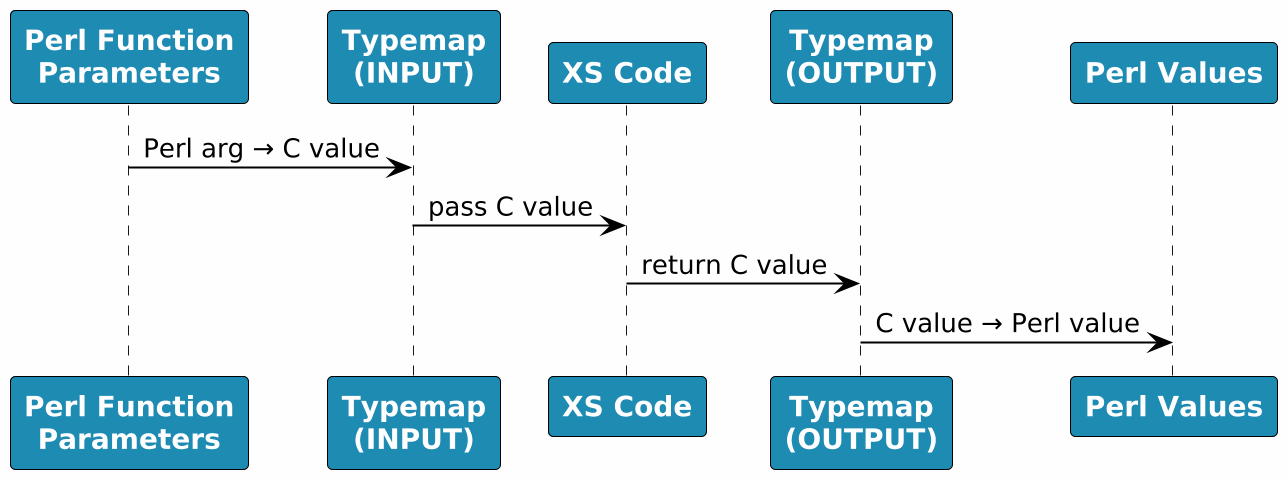 Perl Function
Parameters
Typemap
(INPUT)
XS Code
Typemap
(OUTPUT)
Perl Values
Perl arg → C value
pass C value
return C value
C value → Perl value
Perl Function
Parameters
Typemap
(INPUT)
XS Code
Typemap
(OUTPUT)
Perl Values